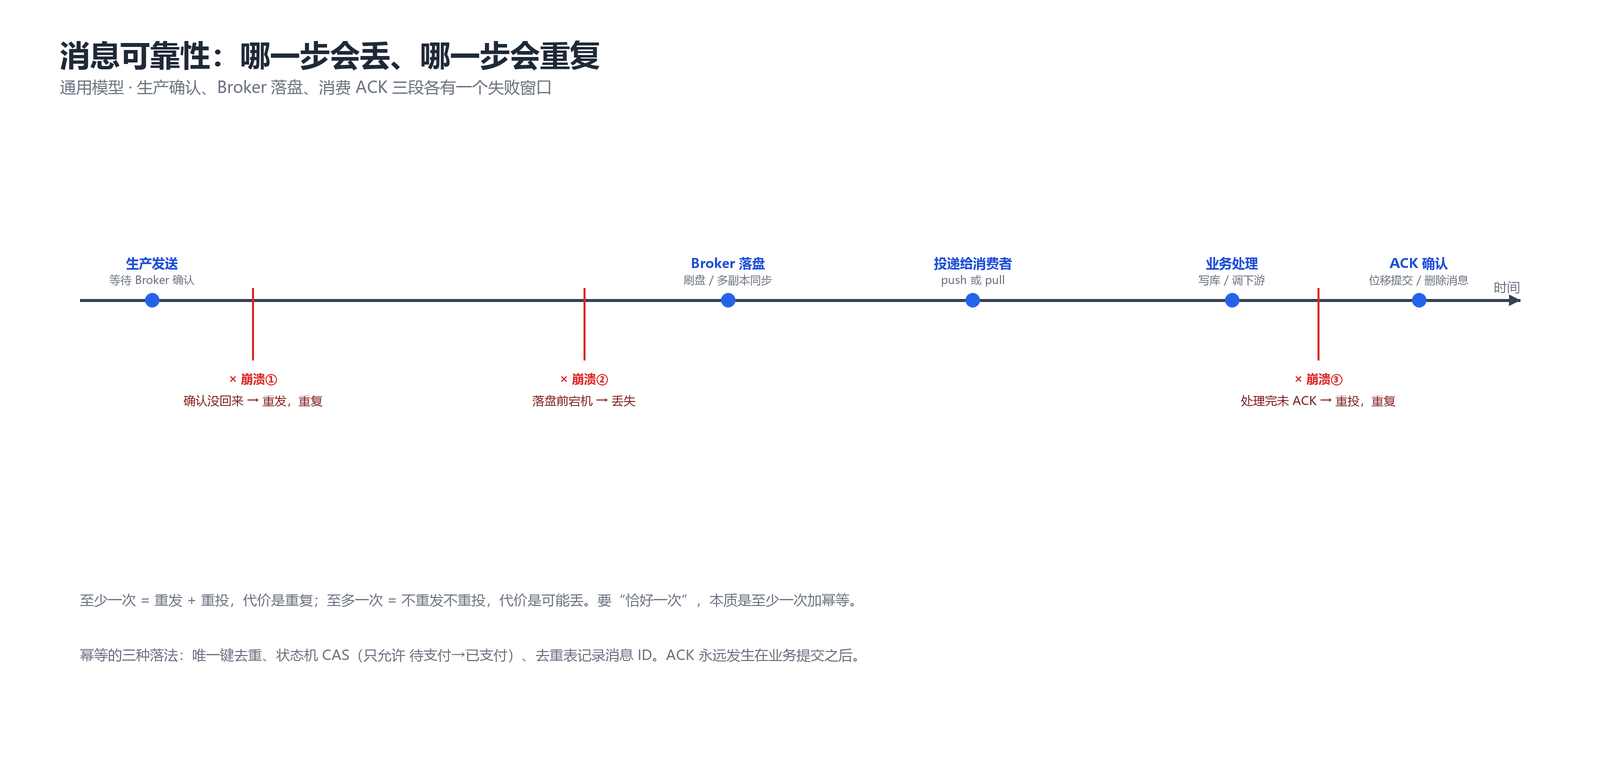 消息可靠性：哪一步会丢、哪一步会重复
通用模型 · 生产确认、Broker 落盘、消费 ACK 三段各有一个失败窗口
生产发送
等待 Broker 确认
Broker 落盘
刷盘 / 多副本同步
投递给消费者
push 或 pull
业务处理
写库 / 调下游
ACK 确认
位移提交 / 删除消息
时间
× 崩溃①
确认没回来 → 重发，重复
× 崩溃②
落盘前宕机 → 丢失
× 崩溃③
处理完未 ACK → 重投，重复
至少一次 = 重发 + 重投，代价是重复；至多一次 = 不重发不重投，代价是可能丢。要“恰好一次”，本质是至少一次加幂等。
幂等的三种落法：唯一键去重、状态机 CAS（只允许 待支付→已支付）、去重表记录消息 ID。ACK 永远发生在业务提交之后。